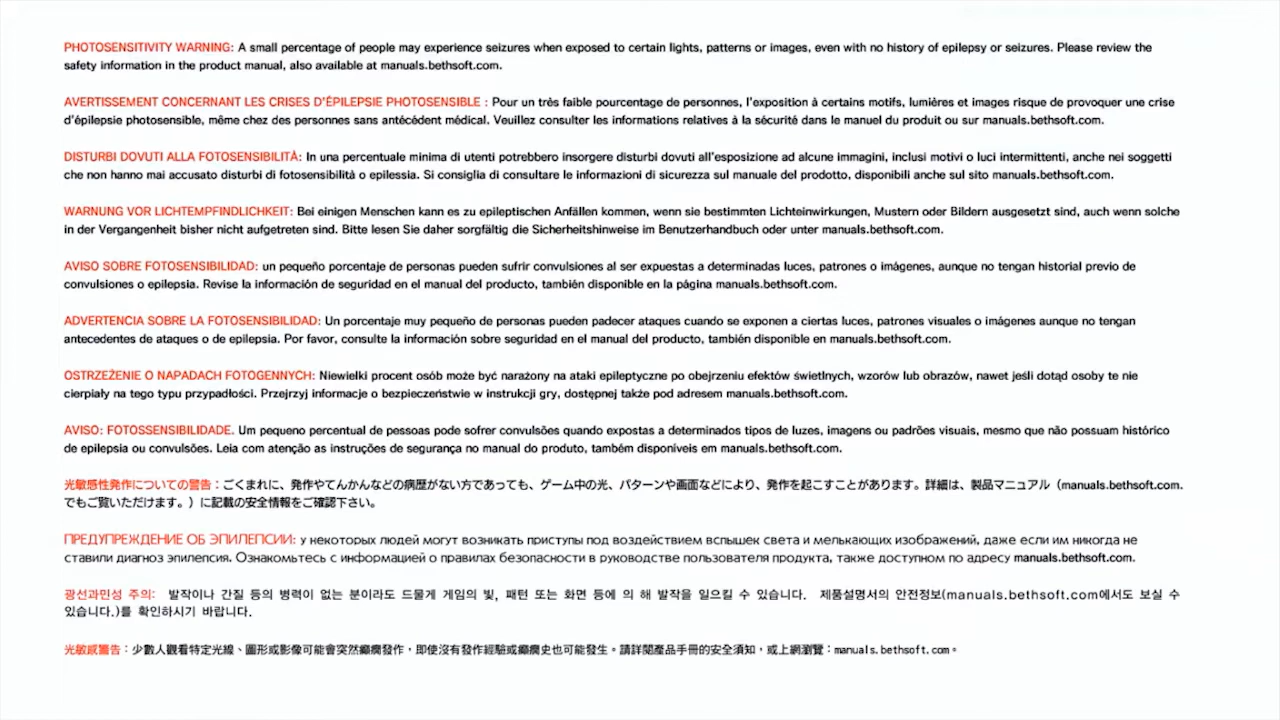 PHOTOSENSITIVITY WARNING: A small percentage of people may experience seizures when exposed to certain lights, patterns or images, even with no history of epilepsy or seizures. Please review the
safety information in the product manual, also available at manuals.bethsoft.com.
AVERTISSEMENT CONCERNANT LES CRISES D'ÉPILEPSIE PHOTOSENSIBLE : Pour un très faible pourcentage de personnes, l'exposition à certains motifs, lumières et images risque de provoquer une crise
d'épilepsie photosensible, même chez des personnes sans antécédent médical. Veuillez consulter les informations relatives à la sécurité dans le manuel du produit ou sur manuals.bethsoft.com.
DISTURBI DOVUTI ALLA FOTOSENSIBILITÀ: In una percentuale minima di utenti potrebbero insorgere disturbi dovuti all'esposizione ad alcune immagini, inclusi motivi o luci intermittenti, anche nei soggetti
che non hanno mai accusato disturbi di fotosensibilità o epilessia. Si consiglia di consultare le informazioni di sicurezza sul manuale del prodotto, disponibili anche sul sito manuals.bethsoft.com.
WARNUNG VOR LICHTEMPFINDLICHKEIT: Bei einigen Menschen kann es zu epileptischen Anfällen kommen, wenn sie bestimmten Lichteinwirkungen, Mustern oder Bildern ausgesetzt sind, auch wenn solche
in der Vergangenheit bisher nicht aufgetreten sind. Bitte lesen Sie daher sorgfältig die Sicherheitshinweise im Benutzerhandbuch oder unter manuals.bethsoft.com.
AVISO SOBRE FOTOSENSIBILIDAD: un pequeño porcentaje de personas pueden sufrir convulsiones al ser expuestas a determinadas luces, patrones o imágenes, aunque no tengan historial previo de
convulsiones o epilepsia. Revise la información de seguridad en el manual del producto, también disponible en la página manuals.bethsoft.com.
ADVERTENCIA SOBRE LA FOTOSENSIBILIDAD: Un porcentaje muy pequeño de personas pueden padecer ataques cuando se exponen a ciertas luces, patrones visuales o imágenes aunque no tengan
antecedentes de ataques o de epilepsia. Por favor, consulte la información sobre seguridad en el manual del producto, también disponible en manuals.bethsoft.com.
OSTRZEŻENIE O NAPADACH FOTOGENNYCH: Niewielki procent osób może być narażony na ataki epileptyczne po obejrzeniu efektów świetlnych, wzorów lub obrazów, nawet jeśli dotąd osoby te nie
cierpiały na tego typu przypadłości. Przejrzyj informacje o bezpieczeństwie w instrukcji gry, dostępnej także pod adresem manuals.bethsoft.com.
AVISO: FOTOSSENSIBILIDADE. Um pequeno percentual de pessoas pode sofrer convulsões quando expostas a determinados tipos de luzes, imagens ou padrões visuais, mesmo que não possuam histórico
de epilepsia ou convulsões. Leia com atenção as instruções de segurança no manual do produto, também disponíveis em manuals.bethsoft.com.
光敏感性発作についての警告：ごくまれに、発作やてんかんなどの病歴がない方であっても、ゲーム中の光、パターンや画面などにより、発作を起こすことがあります。詳細は、製品マニュアル（manuals.bethsoft.com.
でもご覧いただけます。）に記載の安全情報をご確認下さい。
ПРЕДУПРЕЖДЕНИЕ ОБ ЭПИЛЕПСИИ: у некоторых людей могут возникать приступы под воздействием вспышек света и мелькающих изображений, даже если им никогда не
ставили диагноз эпилепсия. Ознакомьтесь с информацией о правилах безопасности в руководстве пользователя продукта, также доступном по адресу manuals.bethsoft.com.
광선과민성 주의: 발작이나 간질 등의 병력이 없는 분이라도 드물게 게임의 빛, 패턴 또는 화면 등에 의 해 발작을 일으킬 수 있습니다. 제품설명서의 안전정보(manuals.bethsoft.com에서도 보실 수
있습니다.)를 확인하시기 바랍니다.
光敏感警告：少數人觀看特定光線、圖形或影像可能會突然癲癇發作，即使沒有發作經驗或癲癇史也可能發生。請詳閱產品手冊的安全須知，或上網瀏覽：manuals.bethsoft.com。